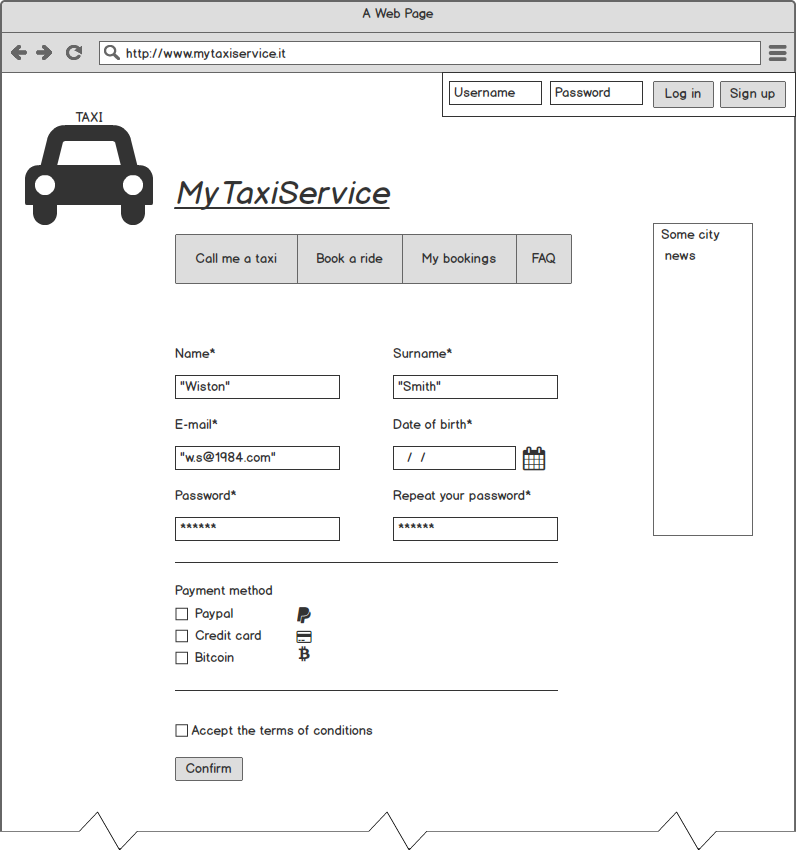 A Web Page
http://www.mytaxiservice.it
Username Password Log in Sign up
TAXI
MyTaxiService
Call me a taxi Book a ride My bookings FAQ
Some city
news
Name* Surname*
"Wiston" "Smith"
E-mail* Date of birth*
"w.s@1984.com" / /
Password* Repeat your password*
****** ******
Payment method
Paypal
Credit card
Bitcoin
Accept the terms of conditions
Confirm